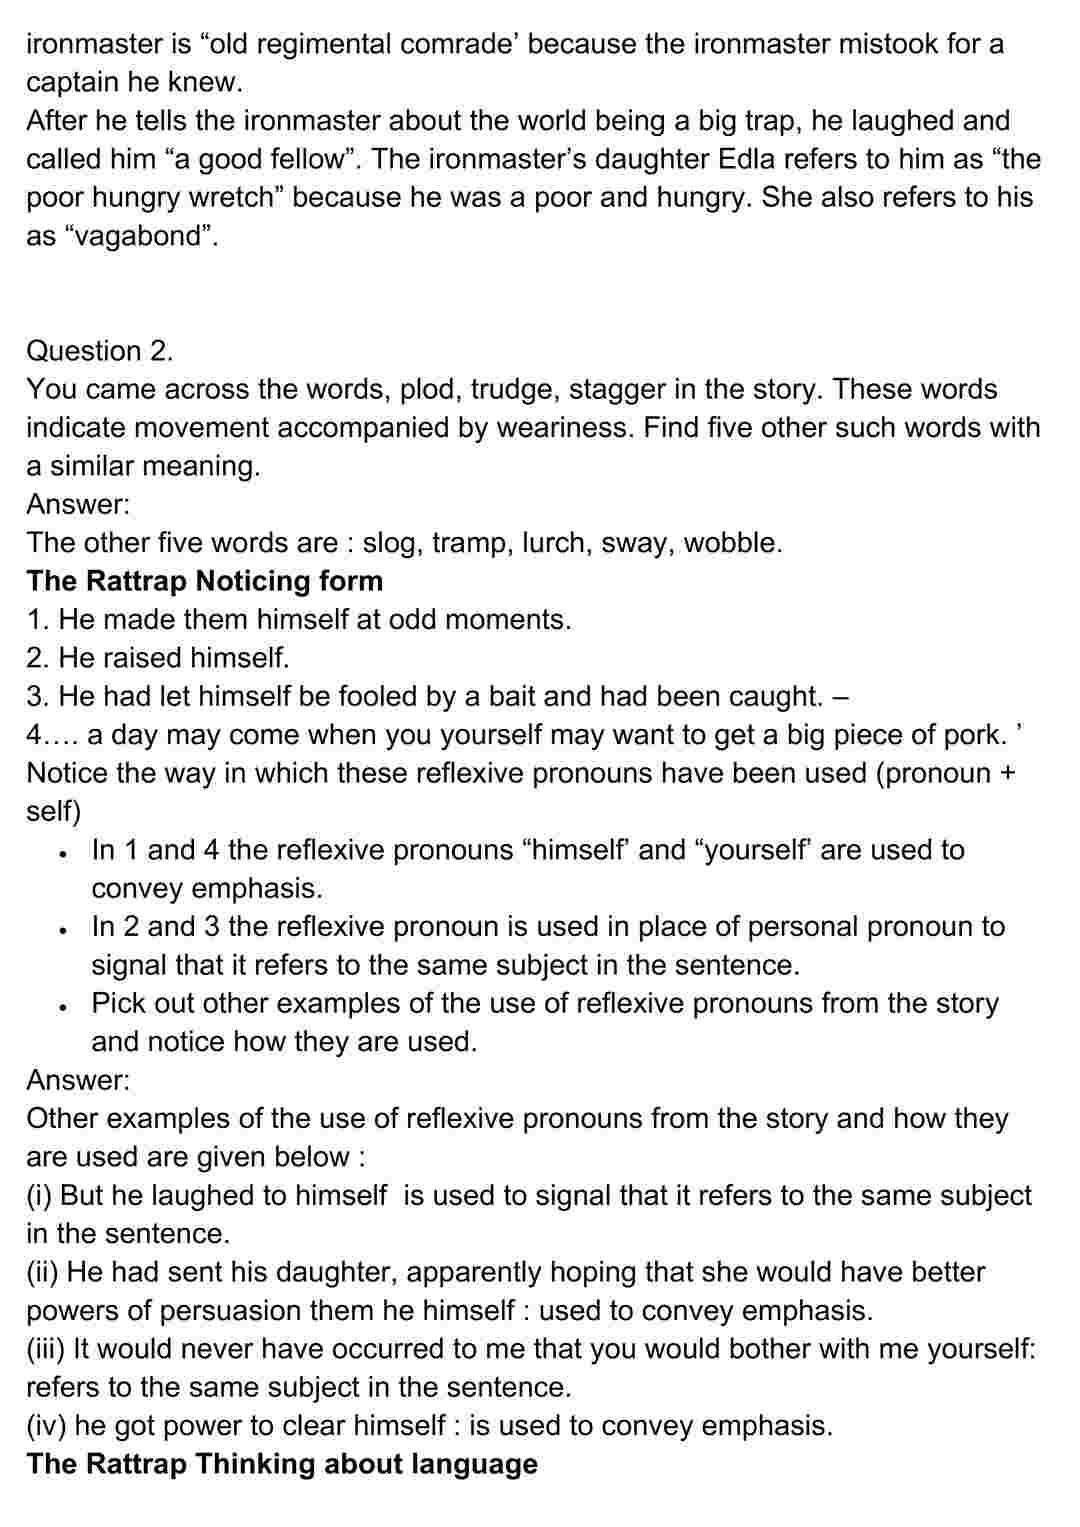 ironmaster is “old regimental comrade’ because the ironmaster mistook for a
captain he knew.
After he tells the ironmaster about the world being a big trap, he laughed and
called him “a good fellow”. The ironmaster’s daughter Edla refers to him as “the
poor hungry wretch” because he was a poor and hungry. She also refers to his
as “vagabond”.
Question 2.
You came across the words, plod, trudge, stagger in the story. These words
indicate movement accompanied by weariness. Find five other such words with
a similar meaning.
Answer:
The other five words are : slog, tramp, lurch, sway, wobble.
The Rattrap Noticing form
1. He made them himself at odd moments.
2. He raised himself.
3. He had let himself be fooled by a bait and had been caught. –
4…. a day may come when you yourself may want to get a big piece of pork. ’
Notice the way in which these reflexive pronouns have been used (pronoun +
self)
• In 1 and 4 the reflexive pronouns “himself’ and “yourself’ are used to
convey emphasis.
• In 2 and 3 the reflexive pronoun is used in place of personal pronoun to
signal that it refers to the same subject in the sentence.
• Pick out other examples of the use of reflexive pronouns from the story
and notice how they are used.
Answer:
Other examples of the use of reflexive pronouns from the story and how they
are used are given below :
(i) But he laughed to himself  is used to signal that it refers to the same subject
in the sentence.
(ii) He had sent his daughter, apparently hoping that she would have better
powers of persuasion them he himself : used to convey emphasis.
(iii) It would never have occurred to me that you would bother with me yourself:
refers to the same subject in the sentence.
(iv) he got power to clear himself : is used to convey emphasis.
The Rattrap Thinking about language